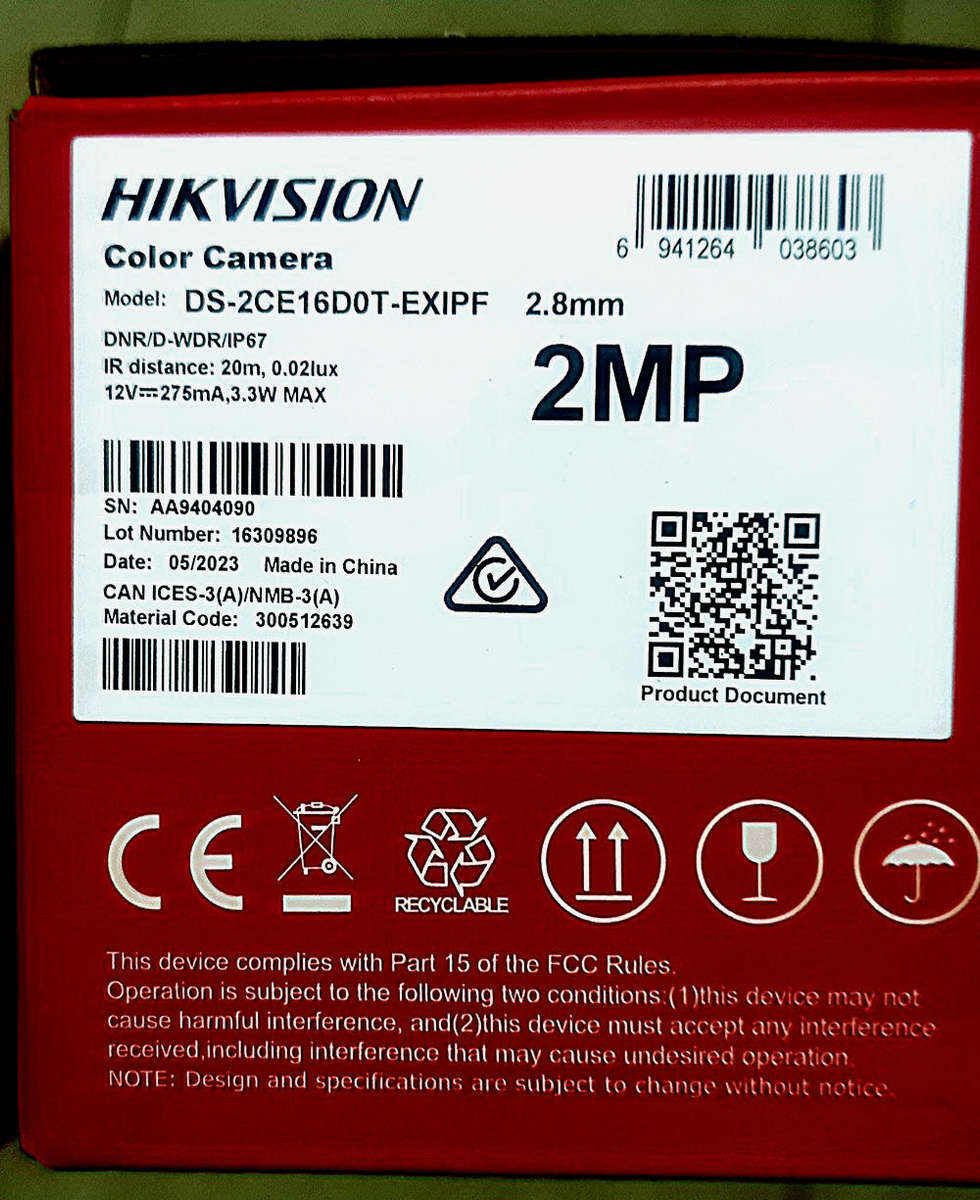 HIKVISION
Color Camera
Model: DS-2CE16D0T-EXIPF 2.8mm
DNR/D-WDR/IP67
IR distance: 20m, 0.02lux
12V⎓275mA,3.3W MAX
6 941264 038603
2MP
SN: AA9404090
Lot Number: 16309896
Date: 05/2023 Made in China
CAN ICES-3(A)/NMB-3(A)
Material Code: 300512639
Product Document
CE
RECYCLABLE
This device complies with Part 15 of the FCC Rules.
Operation is subject to the following two conditions:(1)this device may not
cause harmful interference, and(2)this device must accept any interference
received,including interference that may cause undesired operation.
NOTE: Design and specifications are subject to change without notice.